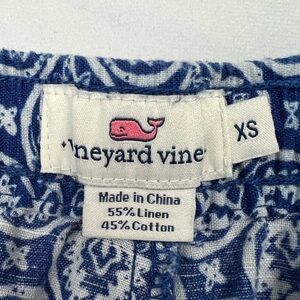 vineyard vines
XS
Made in China
55% Linen
45% Cotton